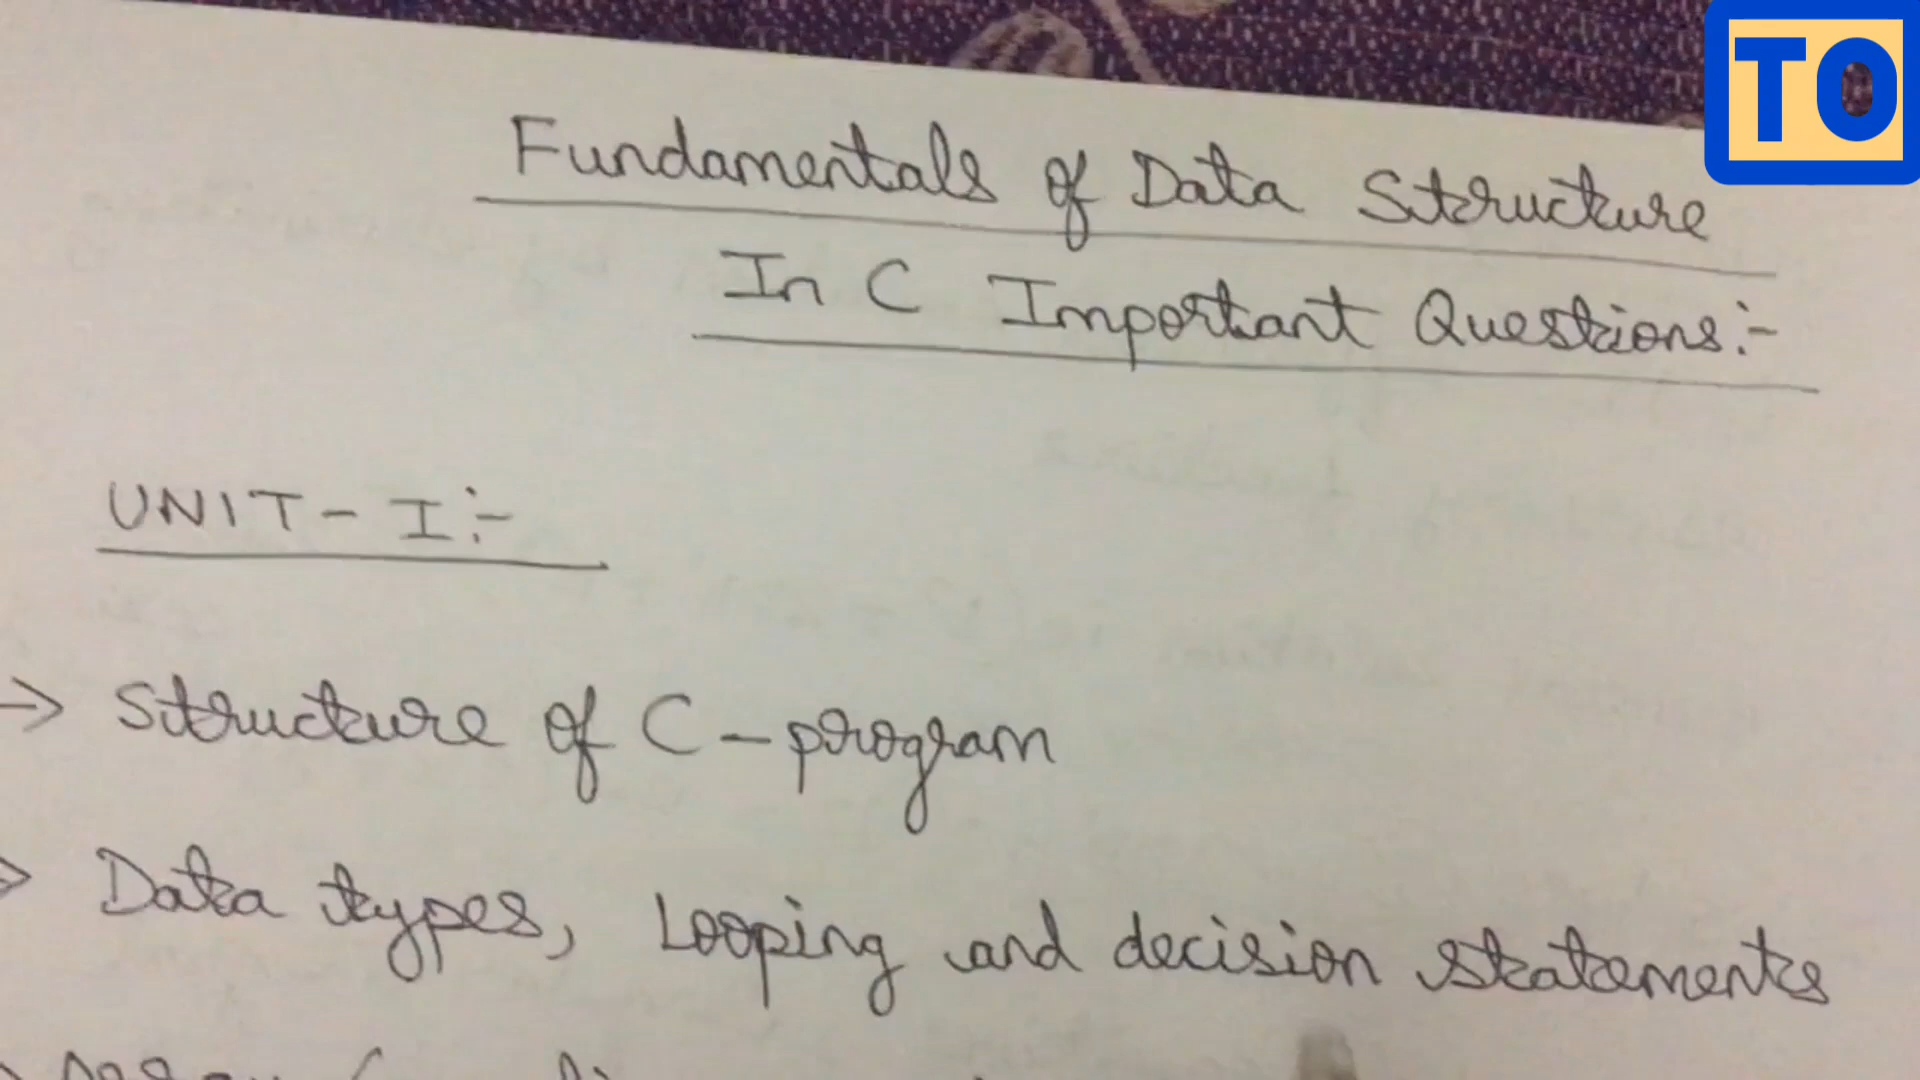 TO
Fundamentals of Data Structure
In C Important Questions:-
UNIT - I:-
→ Structure of C - program
→ Data types, Looping and decision statements